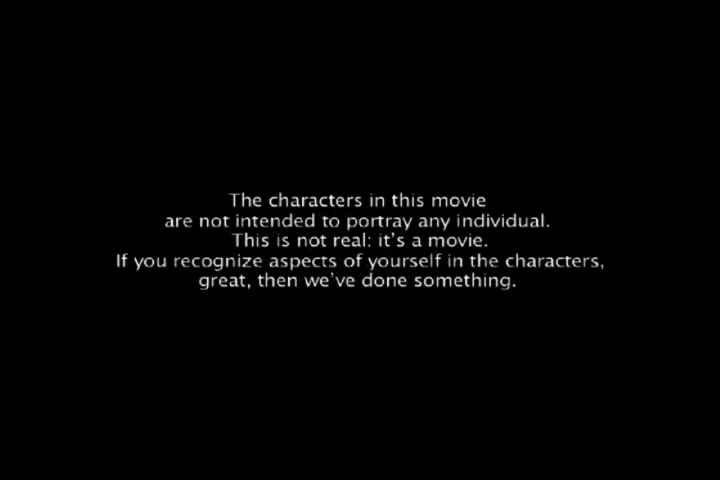 The characters in this movie
are not intended to portray any individual.
This is not real: it's a movie.
If you recognize aspects of yourself in the characters,
great, then we've done something.